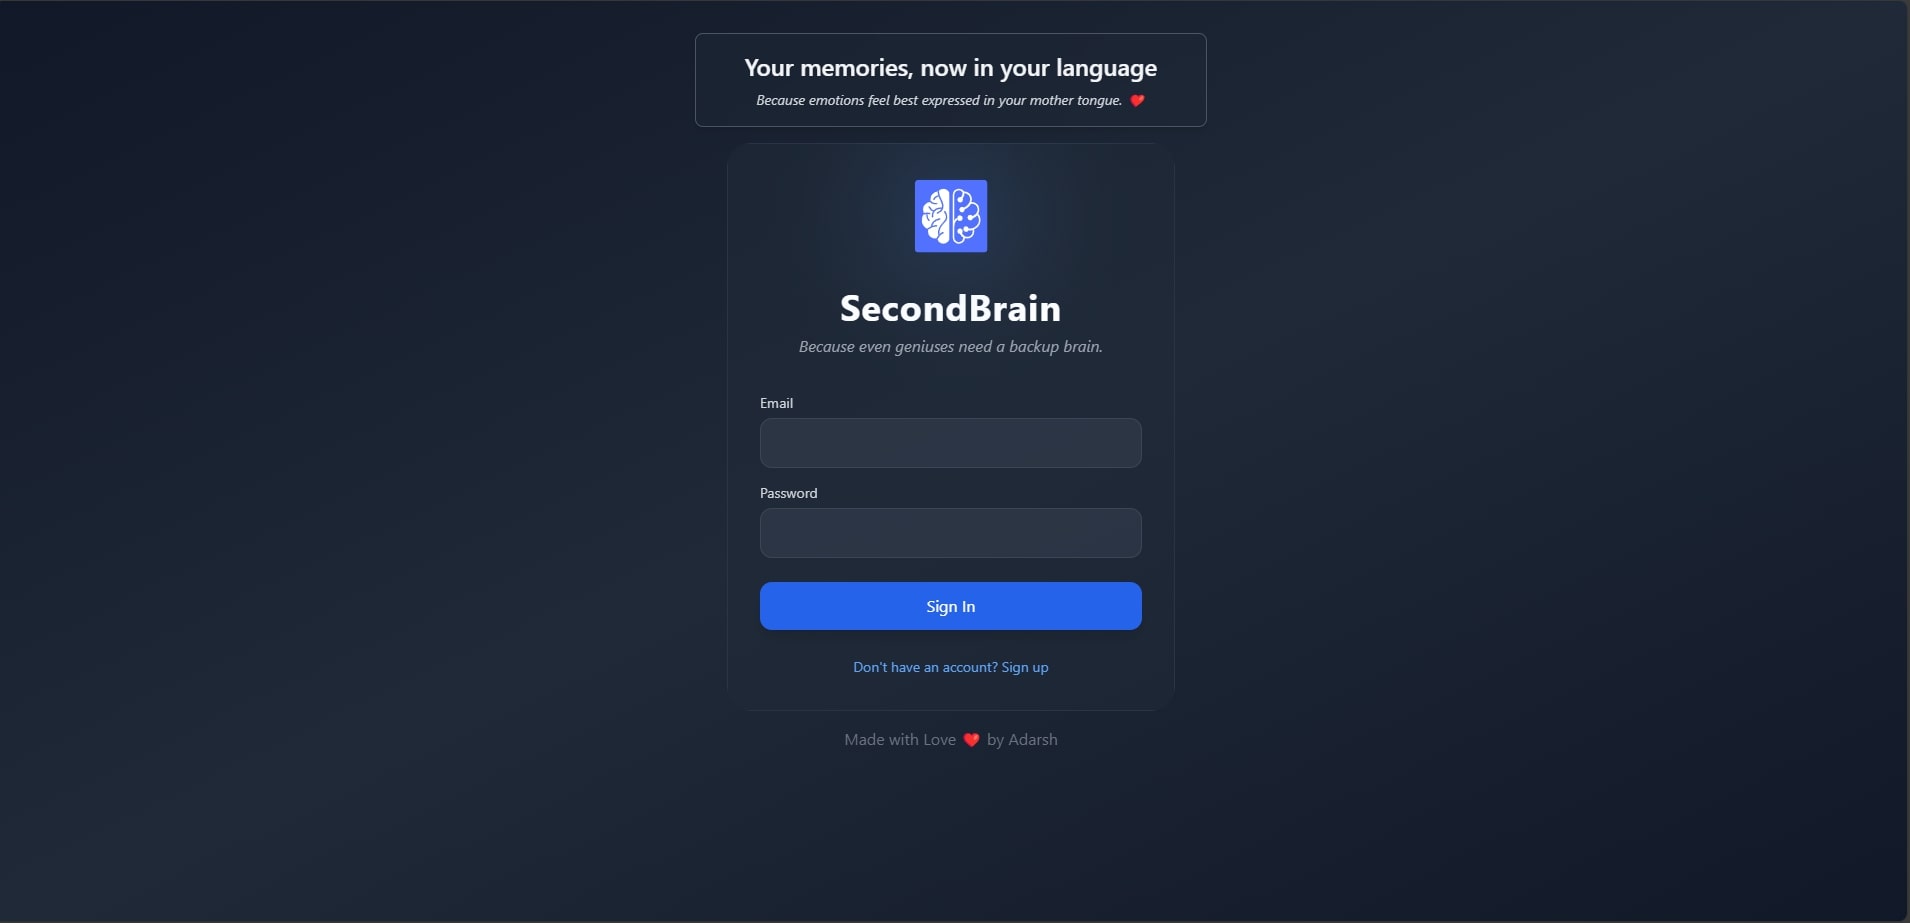 Your memories, now in your language
Because emotions feel best expressed in your mother tongue. ❤️
SecondBrain
Because even geniuses need a backup brain.
Email
Password
Sign In
Don't have an account? Sign up
Made with Love ❤️ by Adarsh